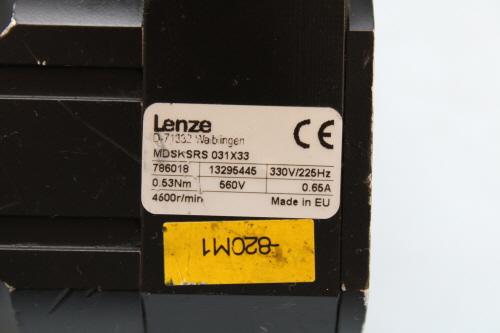 Lenze
D-71332 Waiblingen
CE
MDSKSRS 031X33
786018 13295445 330V/225Hz
0.53Nm 560V 0.65A
4600r/min Made in EU
-820M1